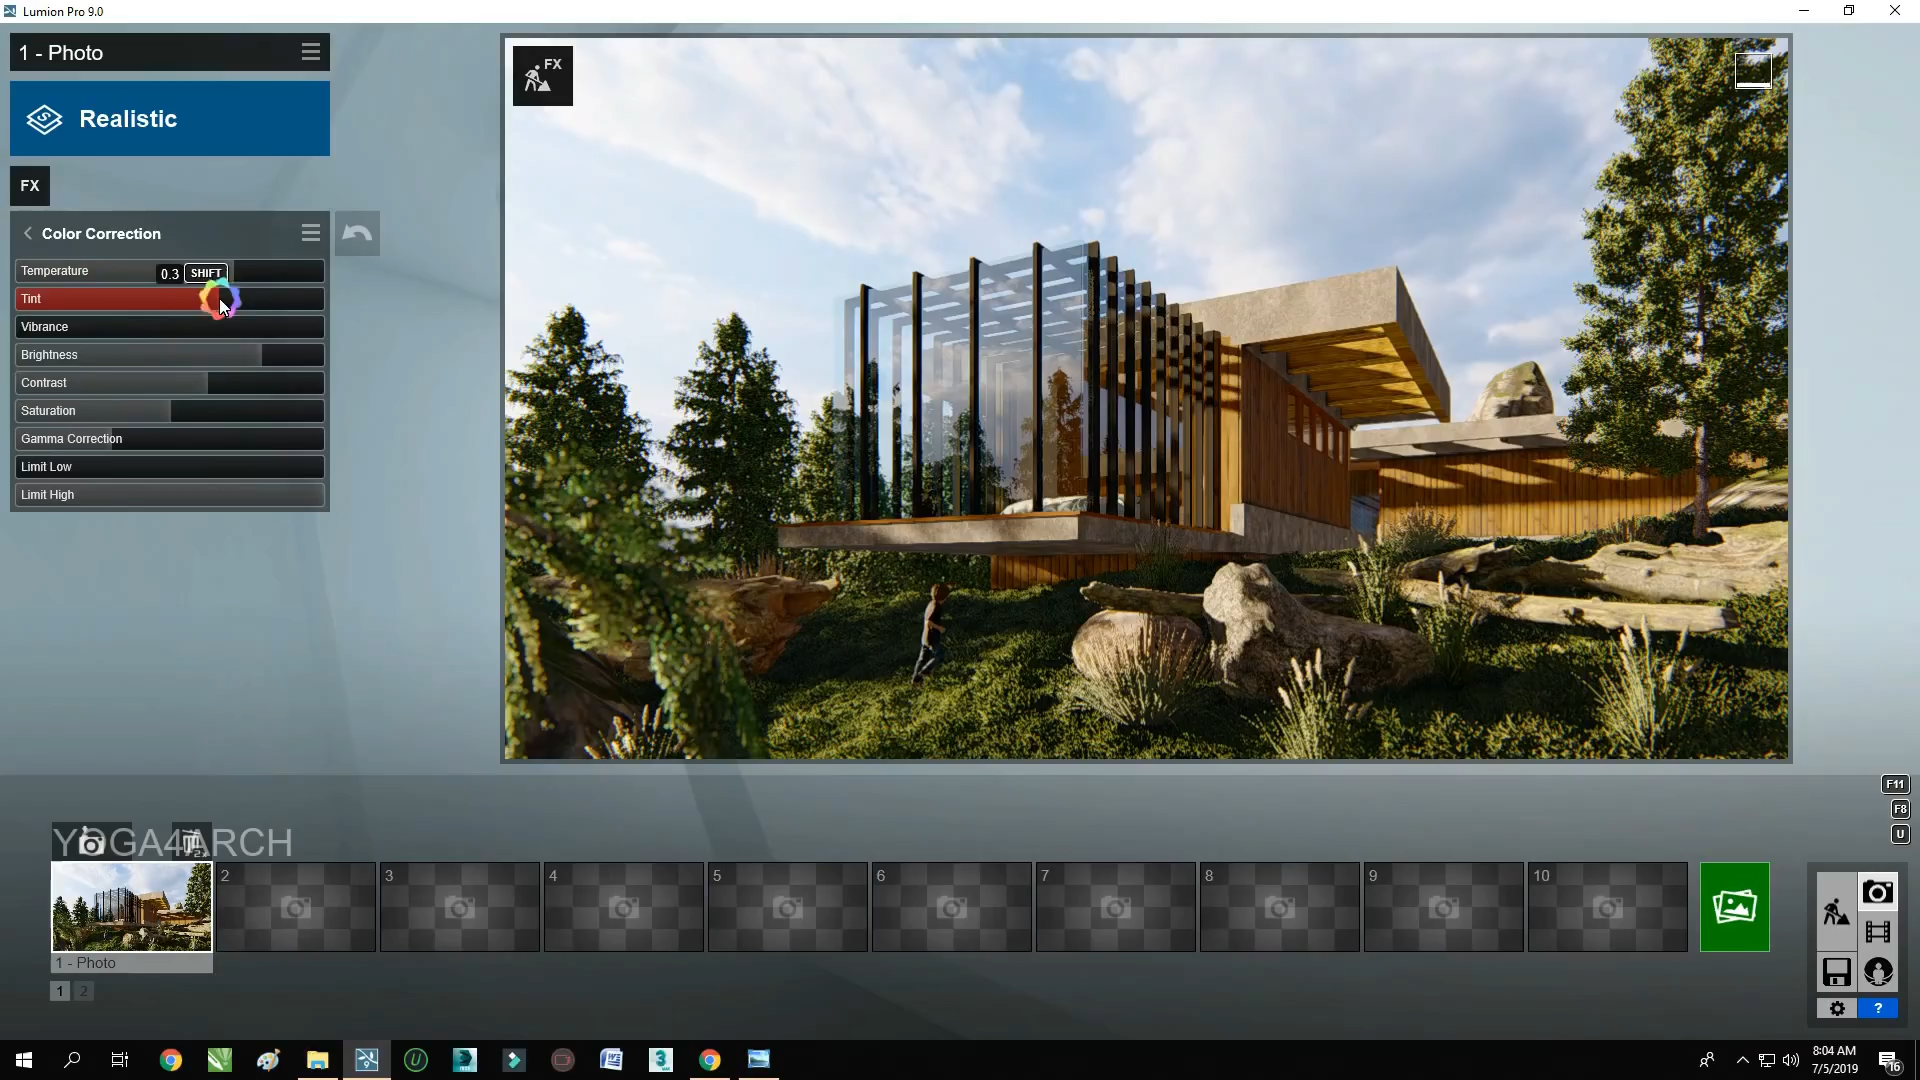 Lumion Pro 9.0
1 - Photo
Realistic
FX
Color Correction
Temperature
0.3 SHIFT
Tint
Vibrance
Brightness
Contrast
Saturation
Gamma Correction
Limit Low
Limit High
FX
F11
F8
U
YOGA4ARCH
2
3
4
5
6
7
8
9
10
1 - Photo
1 2
?
8:04 AM
7/5/2019
16